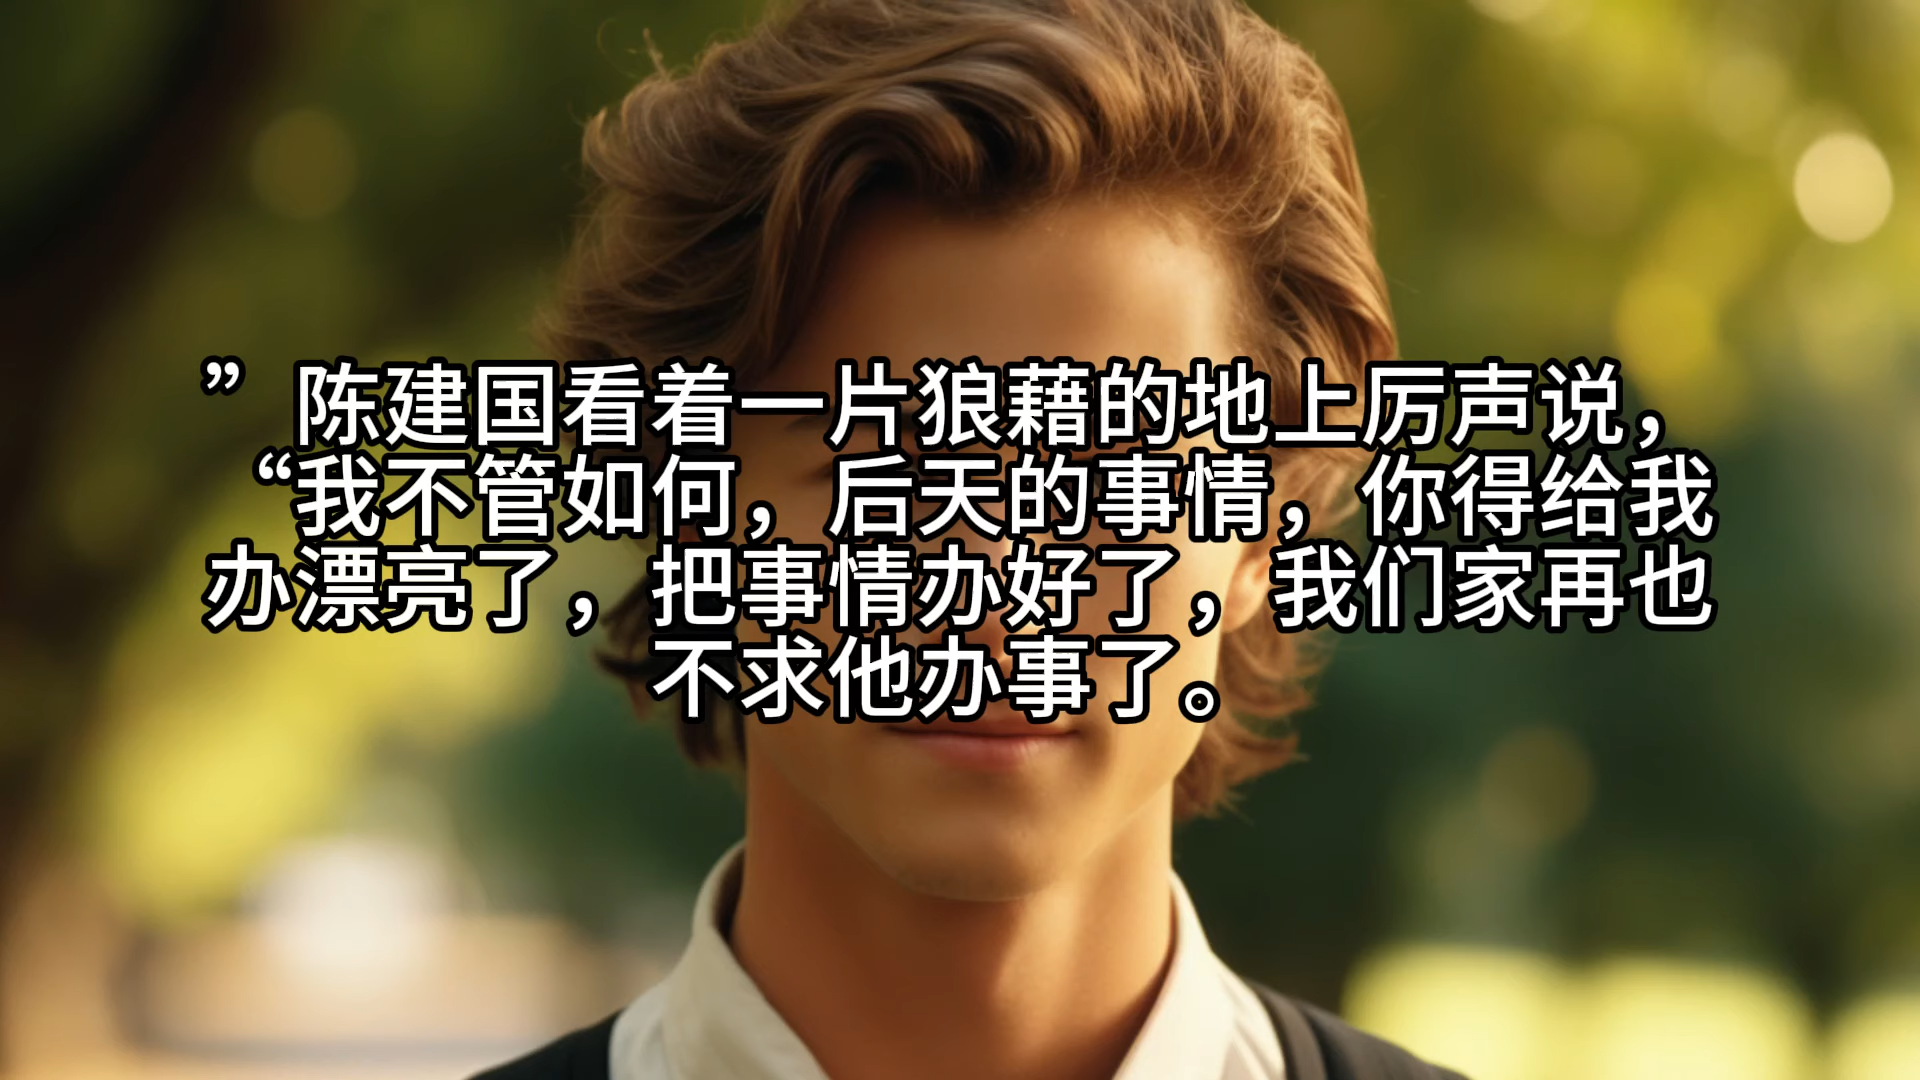 ”陈建国看着一片狼藉的地上厉声说，
“我不管如何，后天的事情，你得给我
办漂亮了，把事情办好了，我们家再也
不求他办事了。